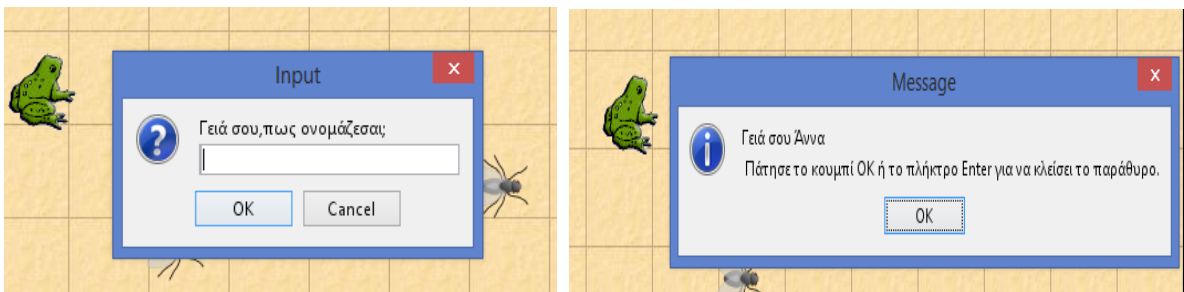 Input
x
Γειά σου,πως ονομάζεσαι;
OK
Cancel
Message
x
Γειά σου Άννα
Πάτησε το κουμπί OK ή το πλήκτρο Enter για να κλείσει το παράθυρο.
OK